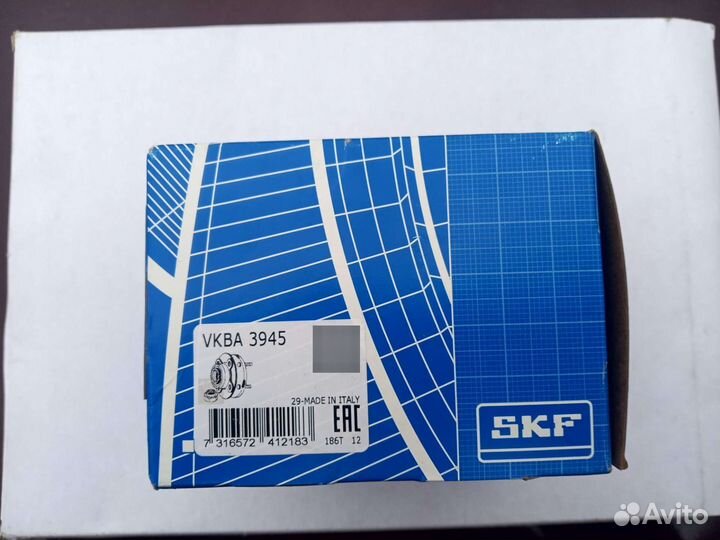 VKBA 3945
29-MADE IN ITALY
7 316572 412183
EAC
186T 12
SKF
Avito